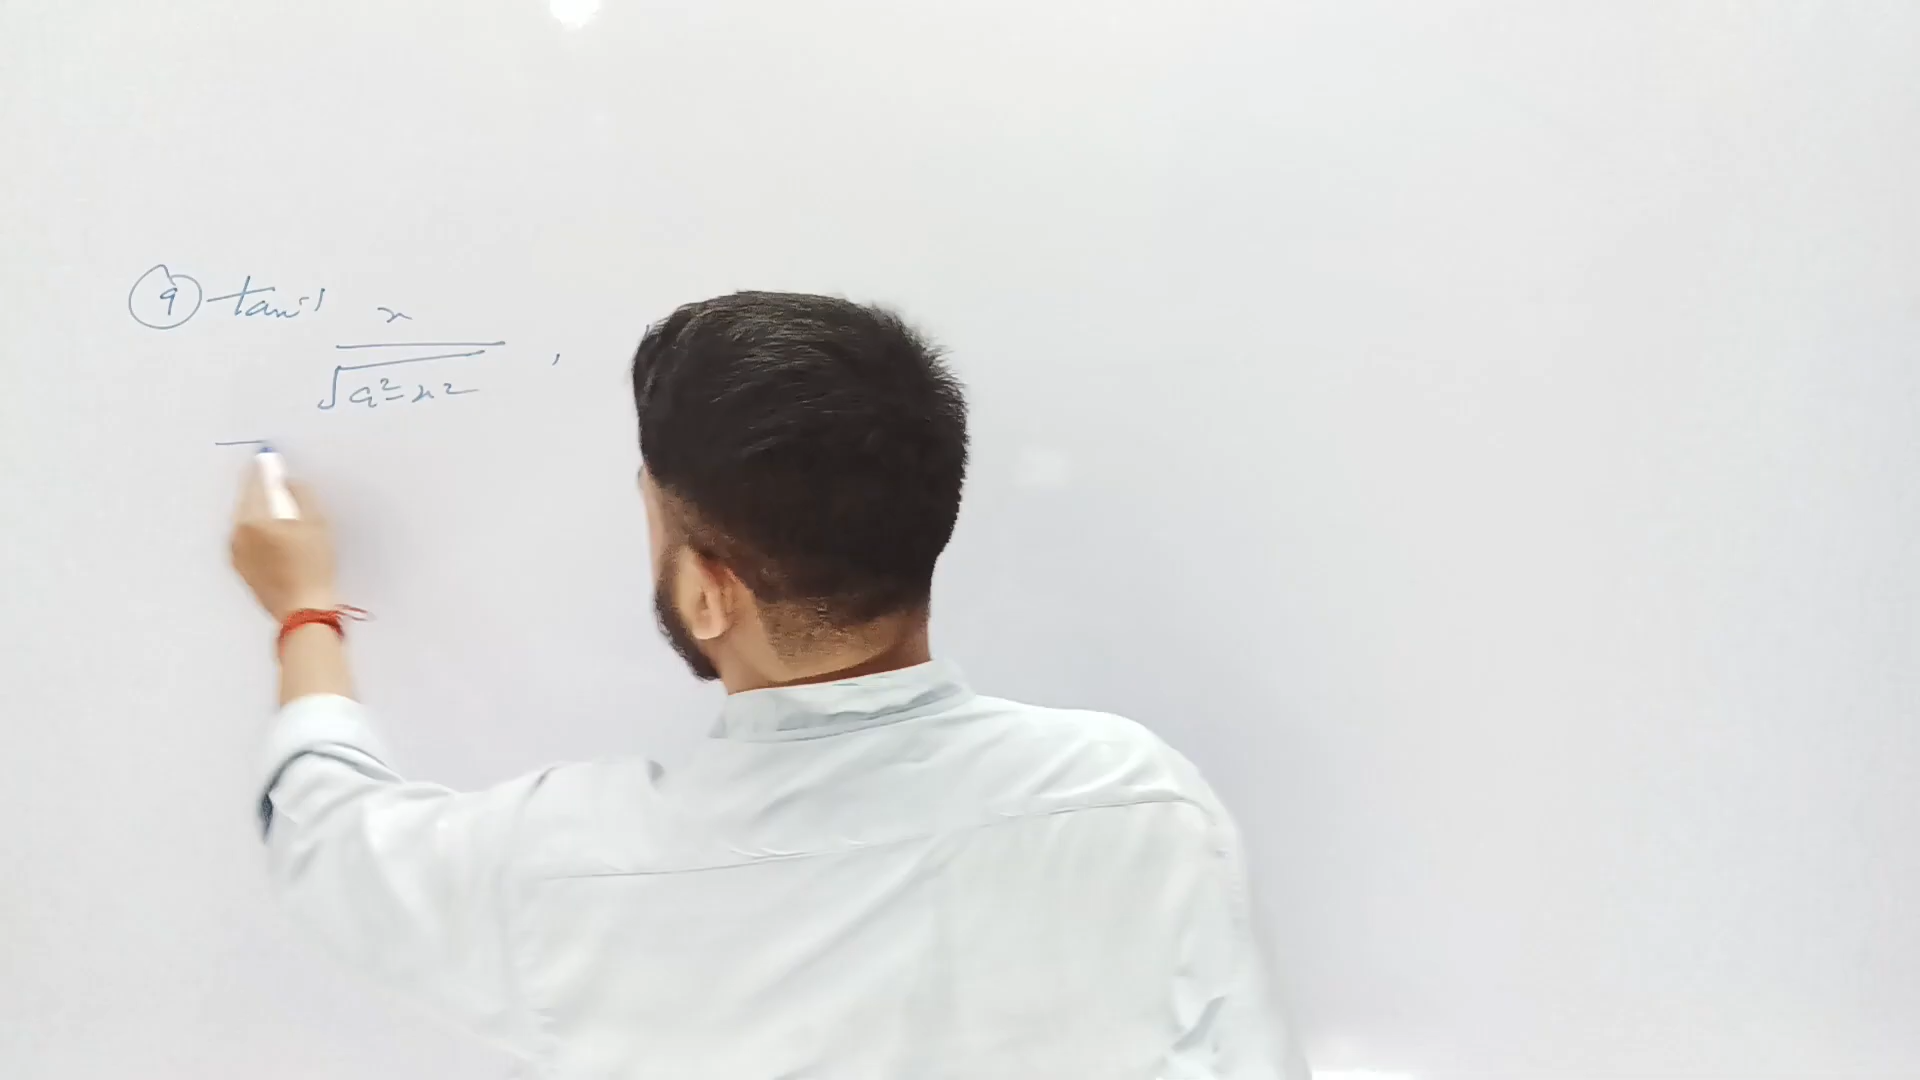 9 tan⁻¹ x / √a²-x² ,